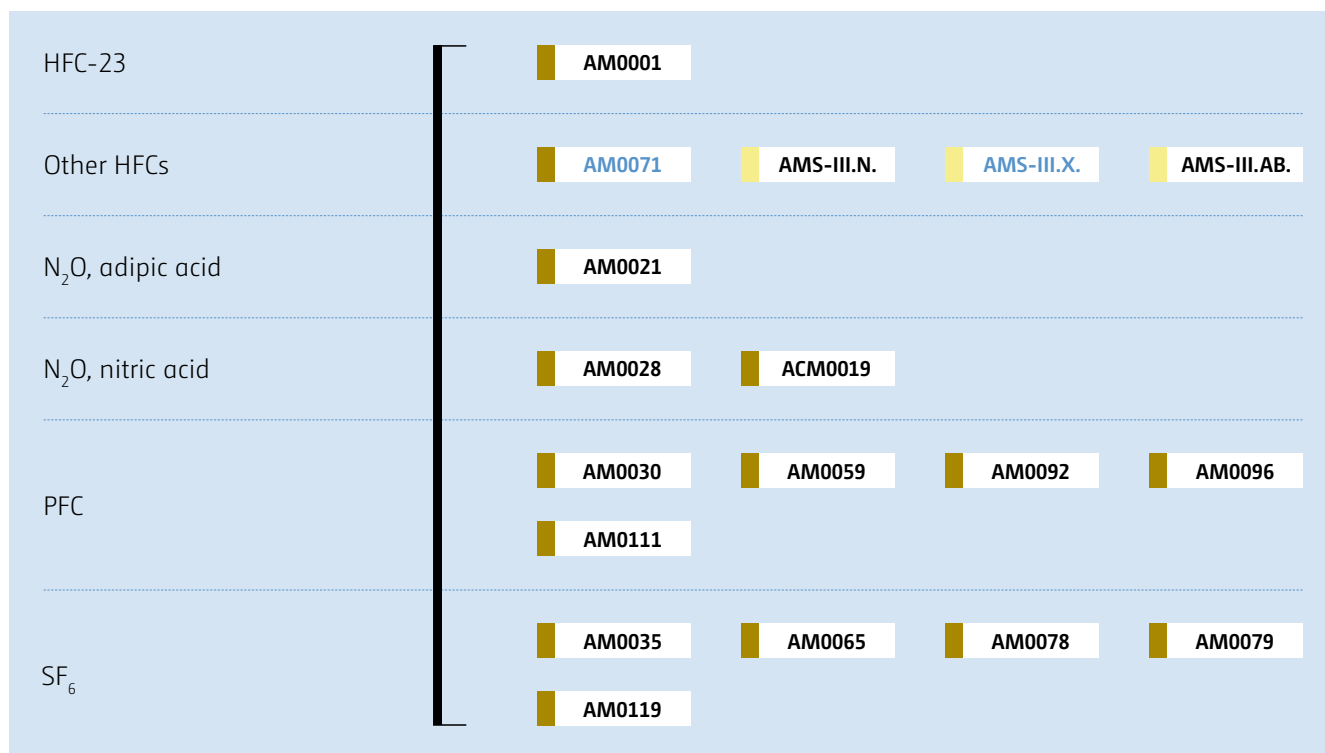 HFC-23 AM0001
Other HFCs AM0071 AMS-III.N. AMS-III.X. AMS-III.AB.
N₂O, adipic acid AM0021
N₂O, nitric acid AM0028 ACM0019
PFC
AM0030 AM0059 AM0092 AM0096
AM0111
SF₆
AM0035 AM0065 AM0078 AM0079
AM0119